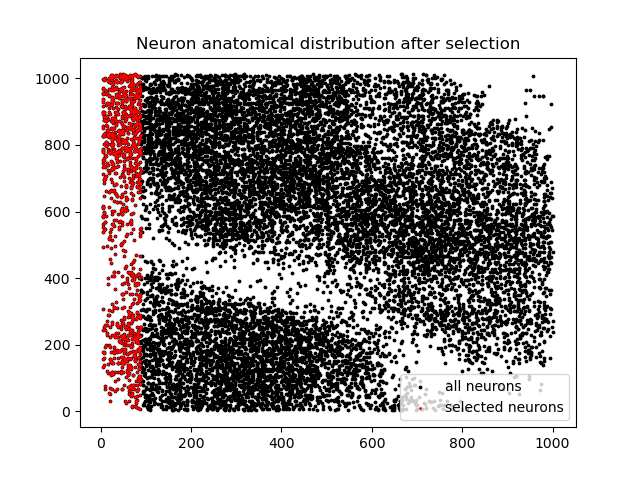 Neuron anatomical distribution after selection
1000
800
600
400
200
0
all neurons
selected neurons
0 200 400 600 800 1000